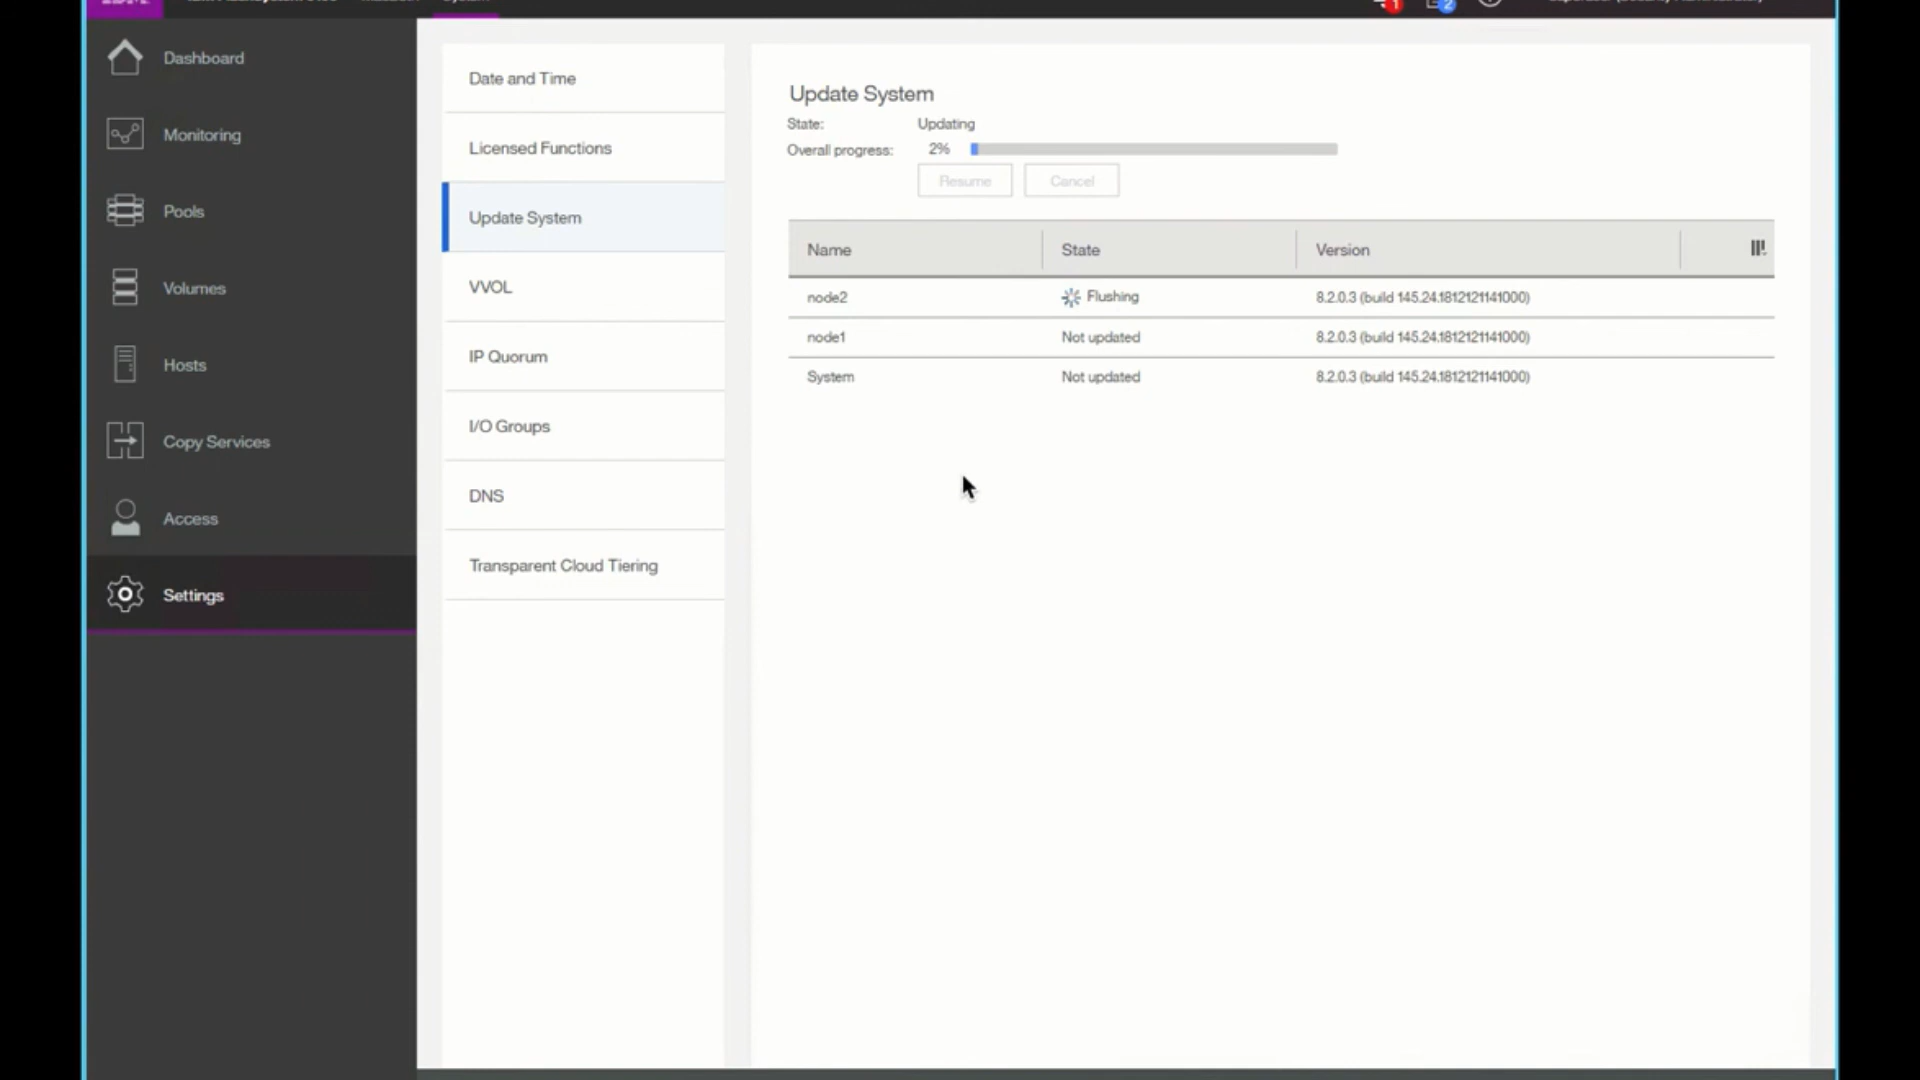 1
2
Dashboard
Monitoring
Pools
Volumes
Hosts
Copy Services
Access
Settings
Date and Time
Licensed Functions
Update System
VVOL
IP Quorum
I/O Groups
DNS
Transparent Cloud Tiering
Update System
State: Updating
Overall progress: 2%
Resume Cancel
Name State Version
node2 Flushing 8.2.0.3 (build 145.24.1812121141000)
node1 Not updated 8.2.0.3 (build 145.24.1812121141000)
System Not updated 8.2.0.3 (build 145.24.1812121141000)